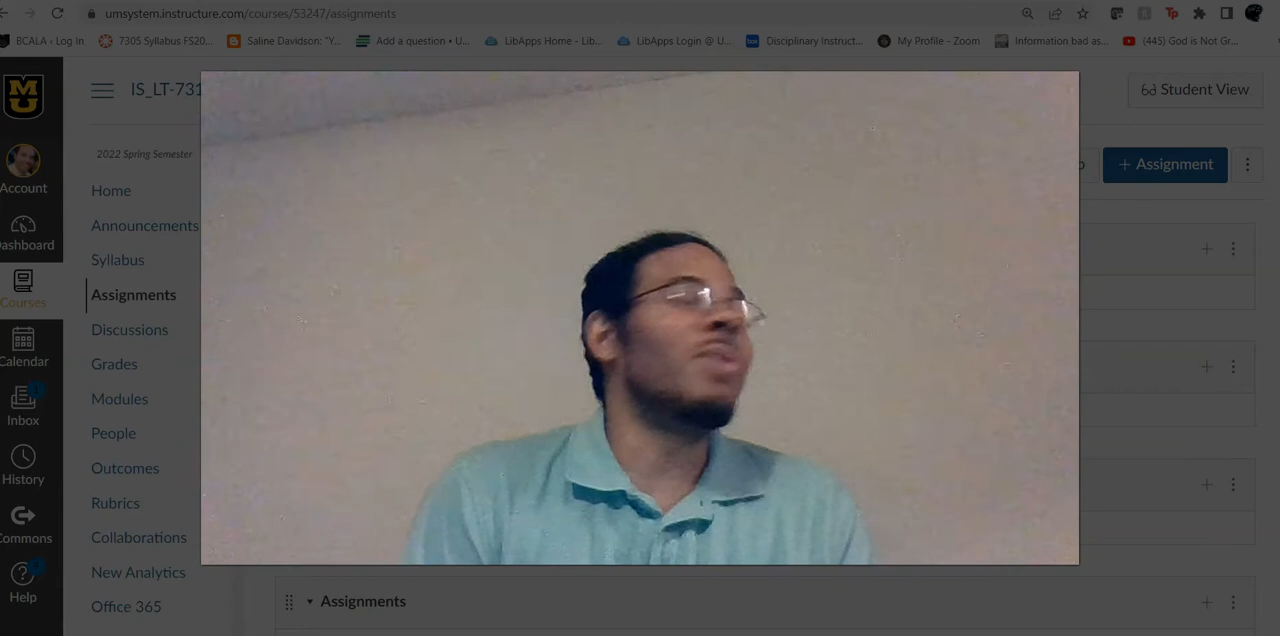 umsystem.instructure.com/courses/53247/assignments
BCALA ‹ Log In
7305 Syllabus FS20...
Saline Davidson: "Y...
Add a question • U...
LibApps Home - Lib...
LibApps Login @ U...
Disciplinary Instruct...
My Profile - Zoom
Information bad as...
(445) God is Not Gr...
MU
IS_LT-731
Student View
Account
2022 Spring Semester
+ Assignment
Home
Announcements
Dashboard
Syllabus
Courses
Assignments
Discussions
Calendar
Grades
Modules
Inbox
People
History
Outcomes
Rubrics
Commons
Collaborations
New Analytics
Help
Office 365
Assignments